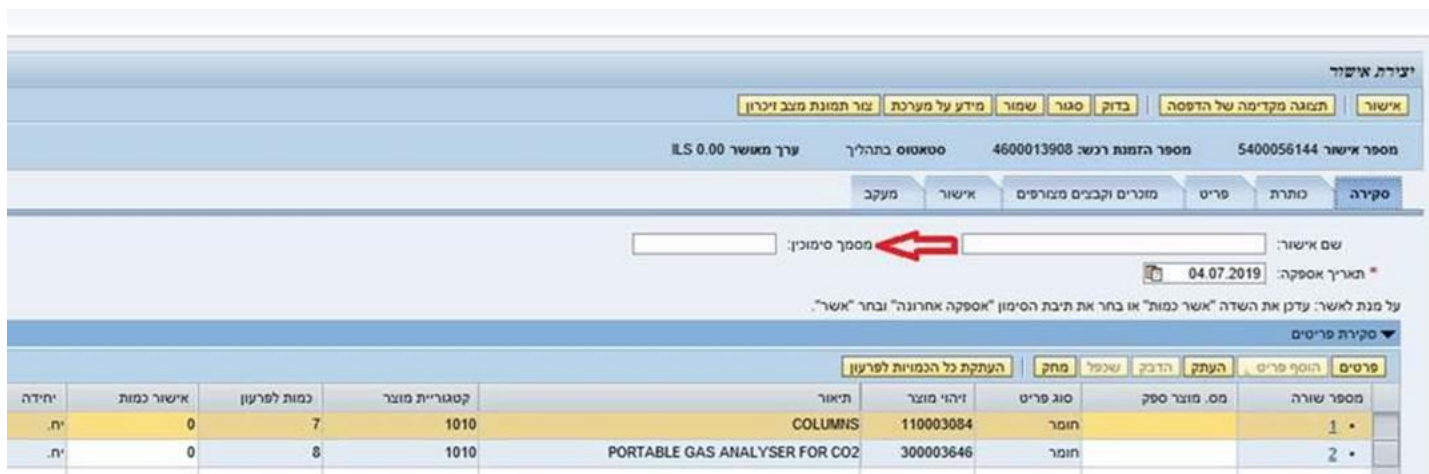 יצירת אישור
אישור תצוגה מקדימה של הדפסה בדוק סגור שמור מידע על מערכת צור תמונת מצב זיכרון
מספר אישור 5400056144 מספר הזמנת רכש: 4600013908 סטאטוס בתהליך ערך מאושר 0.00 ILS
סקירה כותרת פריט מזכרים וקבצים מצורפים אישור מעקב
שם אישור: מסמך סימוכין:
* תאריך אספקה: 04.07.2019
על מנת לאשר: עדכן את השדה "אשר כמות" או בחר את תיבת הסימון "אספקה אחרונה" ובחר "אשר".
סקירת פריטים
פרטים הוסף פריט העתק הדבק שכפל מחק העתקת כל הכמויות לפרעון
מספר שורה מס. מוצר ספק סוג פריט זיהוי מוצר תיאור קטגוריית מוצר כמות לפרעון אישור כמות יחידה
• 1 חומר 110003084 COLUMNS 1010 7 0 יח.
• 2 חומר 300003646 PORTABLE GAS ANALYSER FOR CO2 1010 8 0 יח.